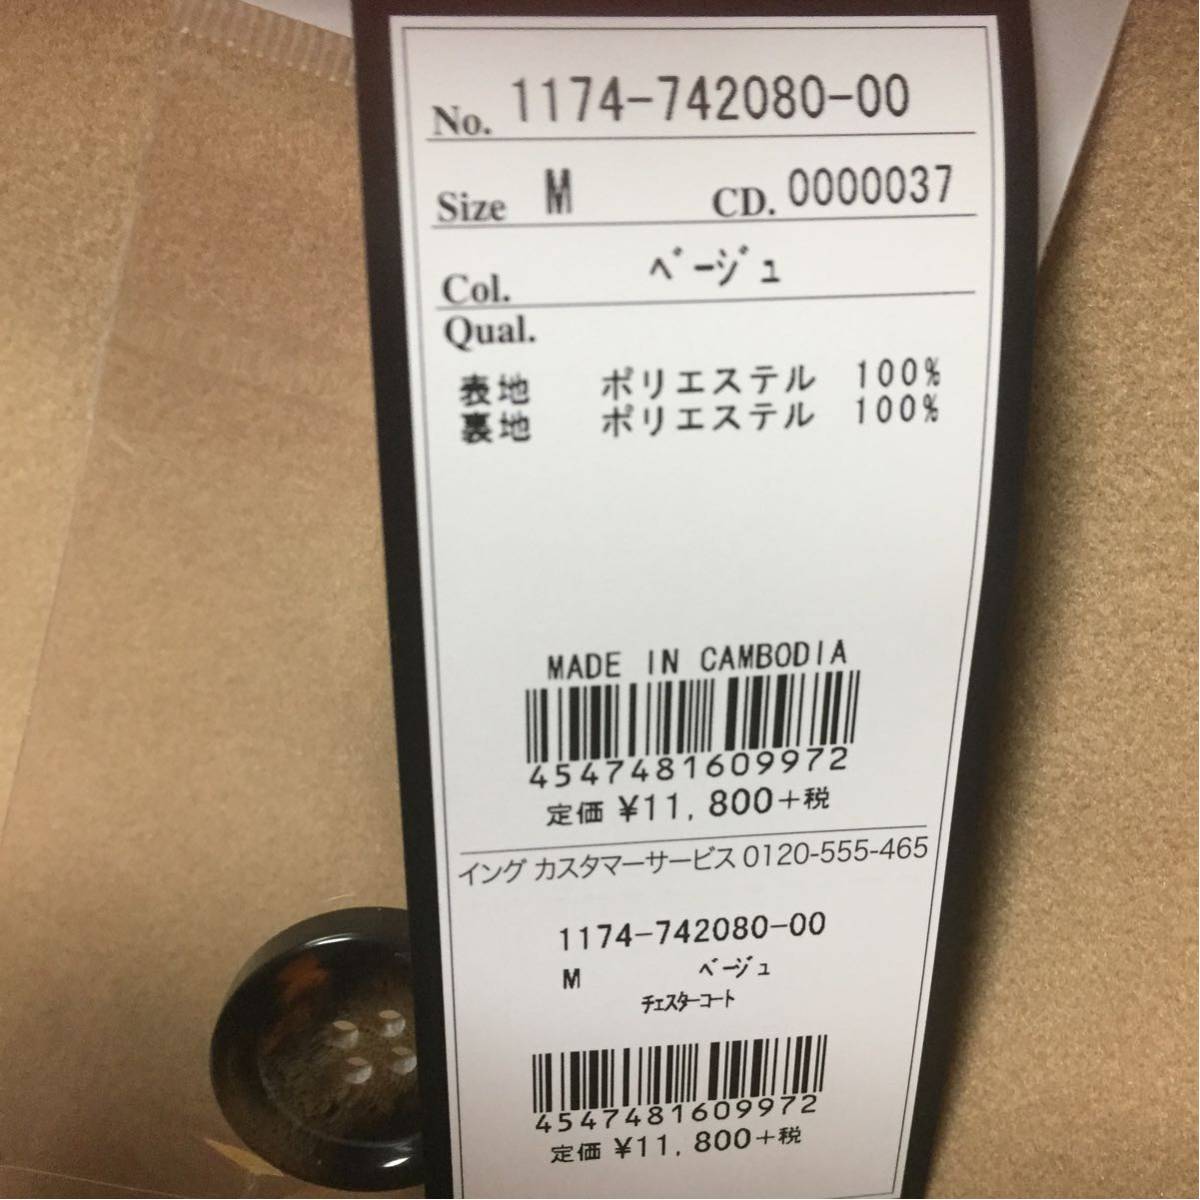 No. 1174-742080-00
Size M CD. 0000037
Col. ﾍﾞｰｼﾞｭ
Qual.
表地 ポリエステル 100%
裏地 ポリエステル 100%
MADE IN CAMBODIA
4547481609972
定価 ¥11,800+税
イング カスタマーサービス 0120-555-465
1174-742080-00
M ﾍﾞｰｼﾞｭ
ﾁｪｽﾀｰｺｰﾄ
4547481609972
定価 ¥11,800+税